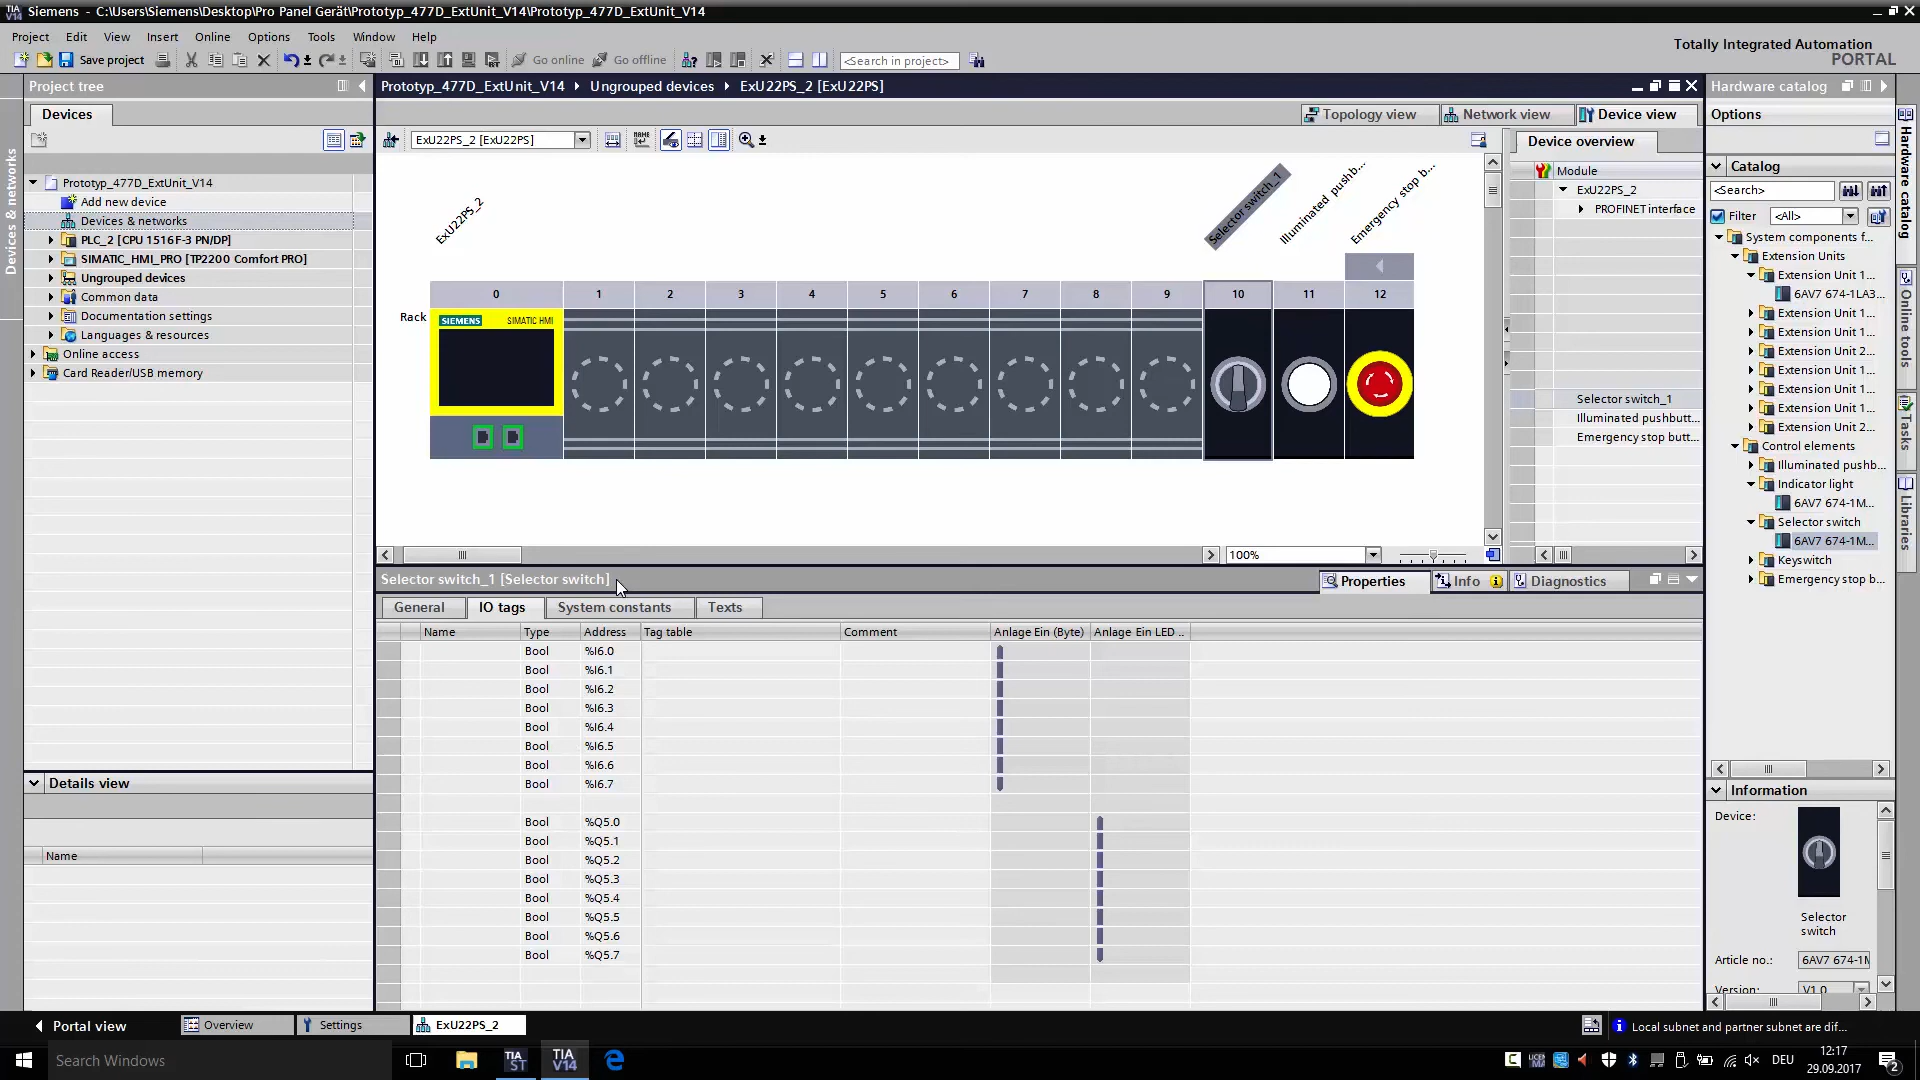 Siemens - C:\Users\Siemens\Desktop\Pro Panel Gerät\Prototyp_477D_ExtUnit_V14\Prototyp_477D_ExtUnit_V14
Project Edit View Insert Online Options Tools Window Help
Totally Integrated Automation
PORTAL
Save project
Go online
Go offline
<Search in project>
Project tree
Devices
Devices & networks
Prototyp_477D_ExtUnit_V14
Add new device
Devices & networks
PLC_2 [CPU 1516F-3 PN/DP]
SIMATIC_HMI_PRO [TP2200 Comfort PRO]
Ungrouped devices
Common data
Documentation settings
Languages & resources
Online access
Card Reader/USB memory
Details view
Name
Prototyp_477D_ExtUnit_V14 Ungrouped devices ExU22PS_2 [ExU22PS]
Topology view
Network view
Device view
ExU22PS_2 [ExU22PS]
ExU22PS_2
Selector switch_1
Illuminated pushb...
Emergency stop b...
0 1 2 3 4 5 6 7 8 9 10 11 12
Rack
SIEMENS SIMATIC HMI
100%
Device overview
Module
ExU22PS_2
PROFINET interface
Selector switch_1
Illuminated pushbutt...
Emergency stop butt...
Selector switch_1 [Selector switch]
Properties
Info
Diagnostics
General IO tags System constants Texts
Name Type Address Tag table Comment Anlage Ein (Byte) Anlage Ein LED ..
Bool %I6.0
Bool %I6.1
Bool %I6.2
Bool %I6.3
Bool %I6.4
Bool %I6.5
Bool %I6.6
Bool %I6.7
Bool %Q5.0
Bool %Q5.1
Bool %Q5.2
Bool %Q5.3
Bool %Q5.4
Bool %Q5.5
Bool %Q5.6
Bool %Q5.7
Hardware catalog
Options
Catalog
<Search>
Filter <All>
System components f...
Extension Units
Extension Unit 1...
6AV7 674-1LA3...
Extension Unit 1...
Extension Unit 1...
Extension Unit 2...
Extension Unit 1...
Extension Unit 1...
Extension Unit 1...
Extension Unit 2...
Control elements
Illuminated pushb...
Indicator light
6AV7 674-1M...
Selector switch
6AV7 674-1M...
Keyswitch
Emergency stop b...
Information
Device:
Selector
switch
Article no.: 6AV7 674-1M
Version: V1.0
Hardware catalog
Online tools
Tasks
Libraries
Portal view
Overview
Settings
ExU22PS_2
Local subnet and partner subnet are dif...
Search Windows
TIA
ST
TIA
V14
DEU
12:17
29.09.2017
2